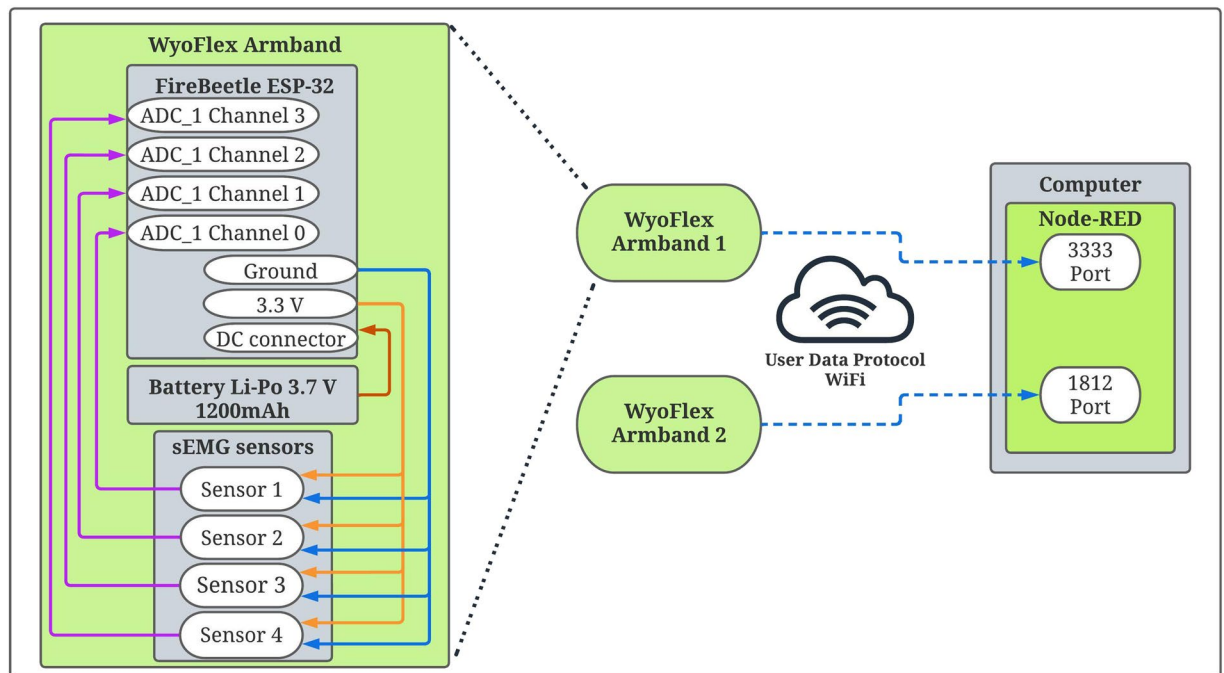 WyoFlex Armband
FireBeetle ESP-32
ADC_1 Channel 3
ADC_1 Channel 2
ADC_1 Channel 1
ADC_1 Channel 0
Ground
3.3 V
DC connector
Battery Li-Po 3.7 V
1200mAh
sEMG sensors
Sensor 1
Sensor 2
Sensor 3
Sensor 4
WyoFlex
Armband 1
WyoFlex
Armband 2
User Data Protocol
WiFi
Computer
Node-RED
3333
Port
1812
Port